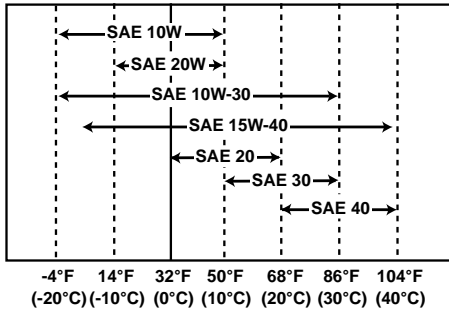 SAE 10W
SAE 20W
SAE 10W-30
SAE 15W-40
SAE 20
SAE 30
SAE 40
-4°F 14°F 32°F 50°F 68°F 86°F 104°F
(-20°C) (-10°C) (0°C) (10°C) (20°C) (30°C) (40°C)